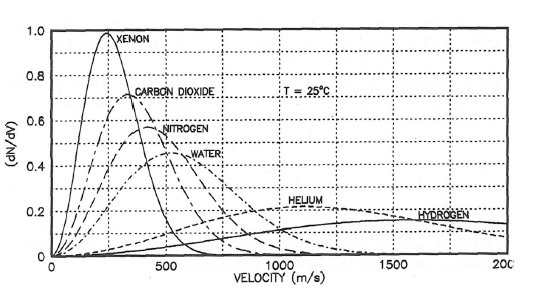 1.0
XENON
0.8
CARBON DIOXIDE
T = 25°C
(dN/dV)
0.6
NITROGEN
0.4
WATER
HELIUM
0.2
HYDROGEN
0
0 500 1000 1500 200
VELOCITY (m/s)